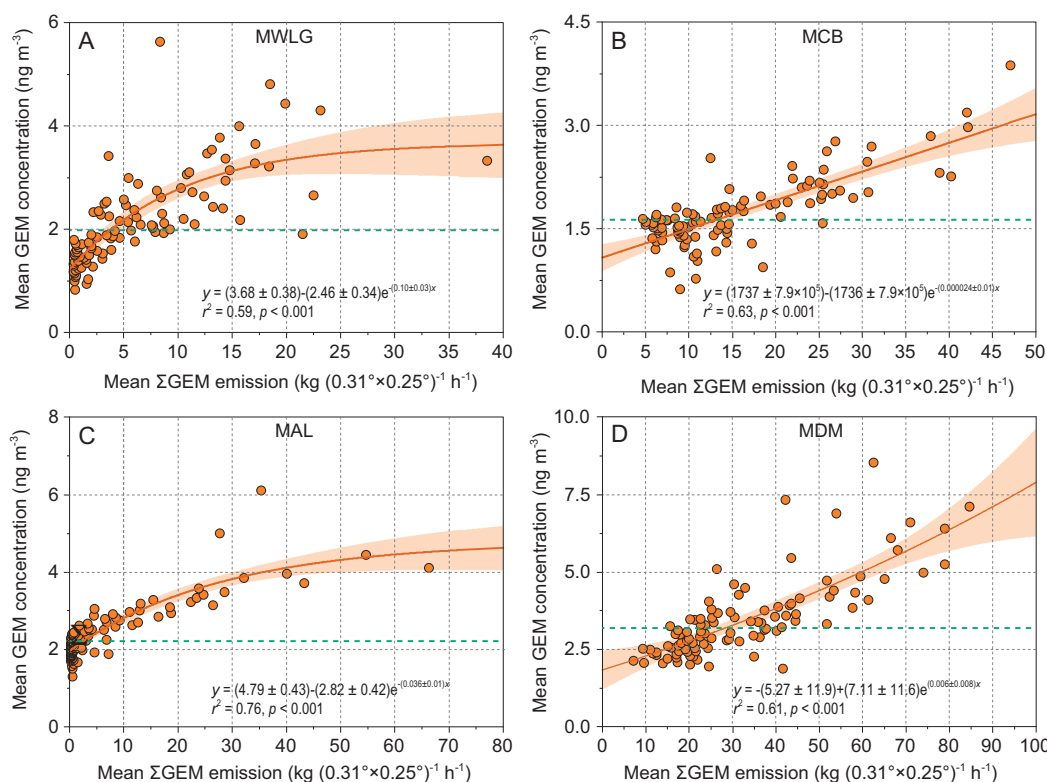 A MWLG
Mean GEM concentration (ng m⁻³)
6
4
2
0
y = (3.68 ± 0.38)-(2.46 ± 0.34)e^-(0.10±0.03)x
r² = 0.59, p < 0.001
0 5 10 15 20 25 30 35 40
Mean ΣGEM emission (kg (0.31°×0.25°)⁻¹ h⁻¹)
B MCB
Mean GEM concentration (ng m⁻³)
4.5
3.0
1.5
0.0
y = (1737 ± 7.9×10⁵)-(1736 ± 7.9×10⁵)e^-(0.000024±0.01)x
r² = 0.63, p < 0.001
0 5 10 15 20 25 30 35 40 45 50
Mean ΣGEM emission (kg (0.31°×0.25°)⁻¹ h⁻¹)
C MAL
Mean GEM concentration (ng m⁻³)
8
6
4
2
0
y = (4.79 ± 0.43)-(2.82 ± 0.42)e^-(0.036±0.01)x
r² = 0.76, p < 0.001
0 10 20 30 40 50 60 70 80
Mean ΣGEM emission (kg (0.31°×0.25°)⁻¹ h⁻¹)
D MDM
Mean GEM concentration (ng m⁻³)
10.0
7.5
5.0
2.5
0.0
y = -(5.27 ± 11.9)+(7.11 ± 11.6)e^(0.006±0.008)x
r² = 0.61, p < 0.001
0 10 20 30 40 50 60 70 80 90 100
Mean ΣGEM emission (kg (0.31°×0.25°)⁻¹ h⁻¹)